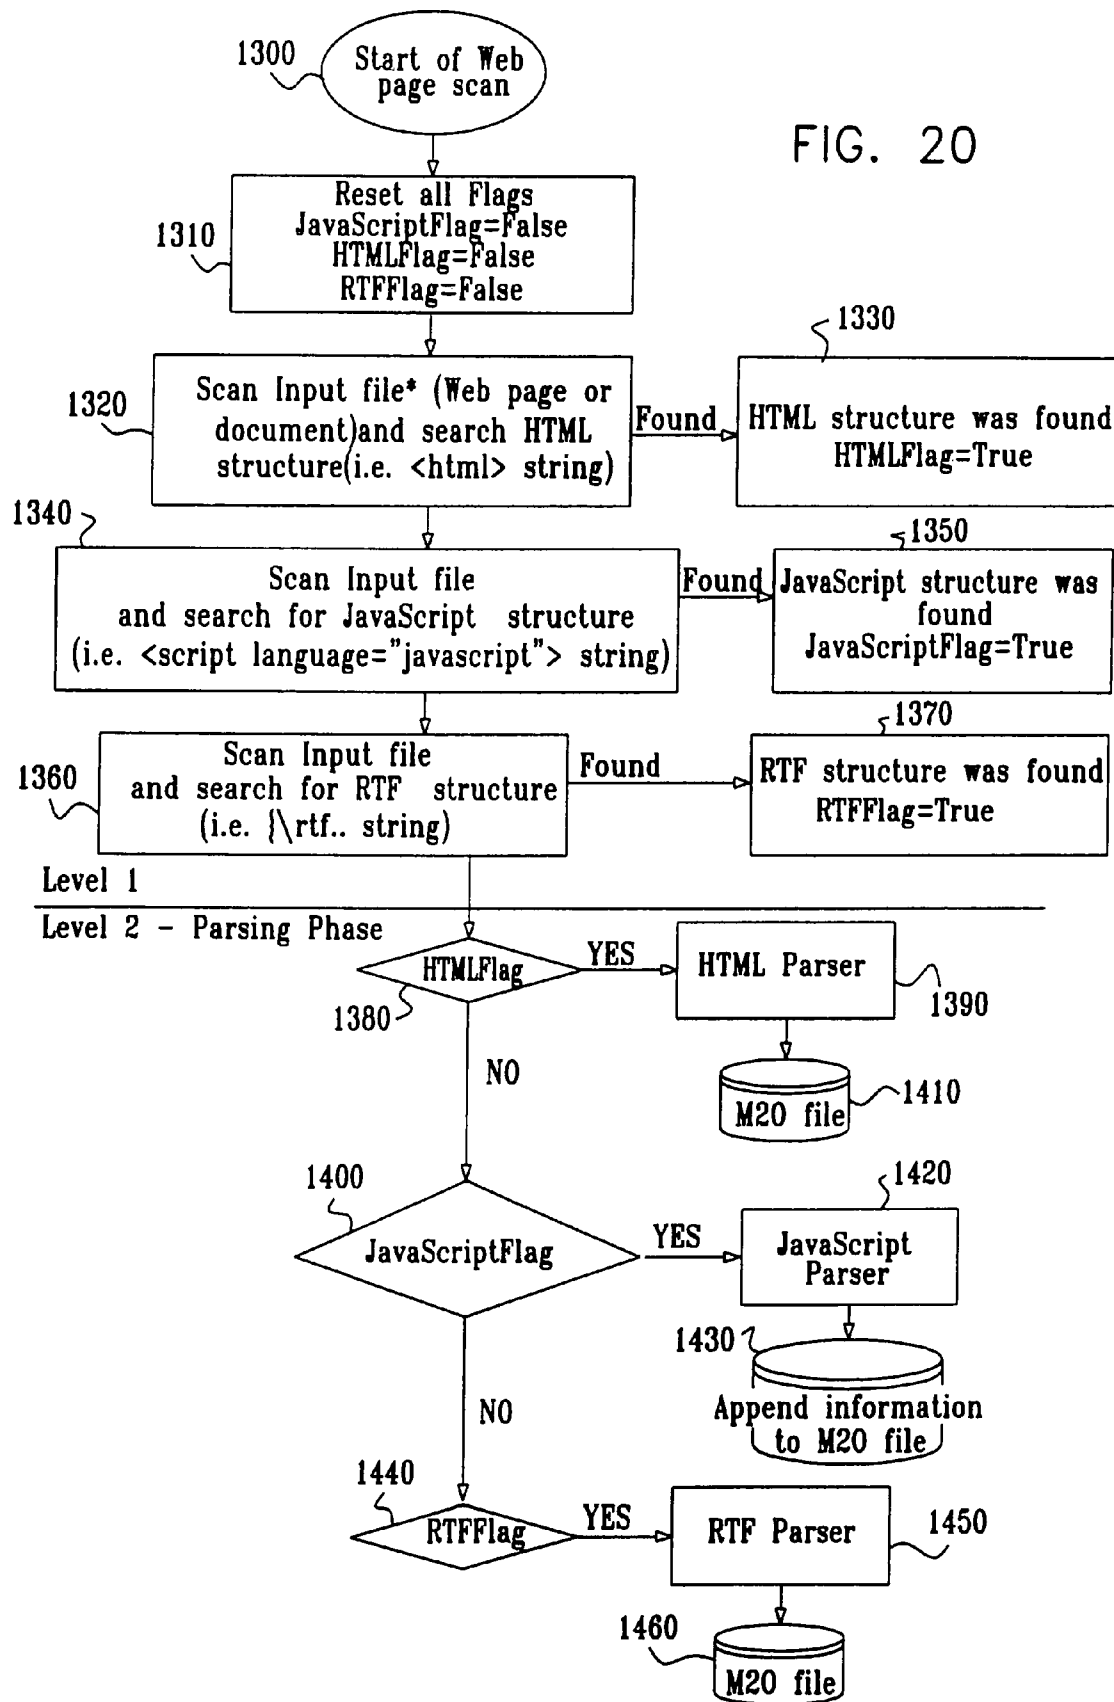 1300
Start of Web
page scan
FIG. 20
1310
Reset all Flags
JavaScriptFlag=False
HTMLFlag=False
RTFFlag=False
1320
Scan Input file* (Web page or
document)and search HTML
structure(i.e. <html> string)
Found
1330
HTML structure was found
HTMLFlag=True
1340
Scan Input file
and search for JavaScript structure
(i.e. <script language="javascript"> string)
Found
1350
JavaScript structure was
found
JavaScriptFlag=True
1360
Scan Input file
and search for RTF structure
(i.e. {\rtf.. string)
Found
1370
RTF structure was found
RTFFlag=True
Level 1
Level 2 - Parsing Phase
HTMLFlag
1380
YES
HTML Parser
1390
NO
M20 file
1410
1400
JavaScriptFlag
YES
1420
JavaScript
Parser
1430
Append information
to M20 file
NO
1440
RTFFlag
YES
RTF Parser
1450
1460
M20 file